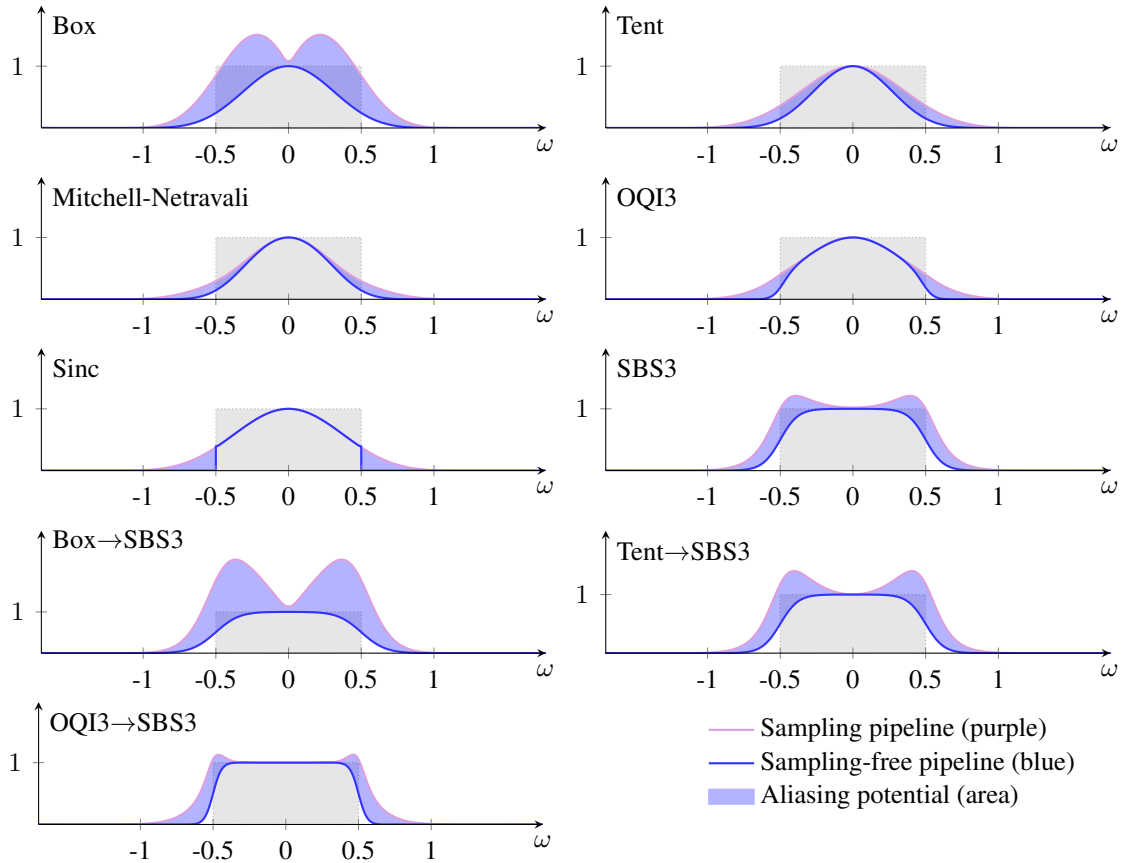 Box
1
-1 -0.5 0 0.5 1 ω
Tent
1
-1 -0.5 0 0.5 1 ω
Mitchell-Netravali
1
-1 -0.5 0 0.5 1 ω
OQI3
1
-1 -0.5 0 0.5 1 ω
Sinc
1
-1 -0.5 0 0.5 1 ω
SBS3
1
-1 -0.5 0 0.5 1 ω
Box→SBS3
1
-1 -0.5 0 0.5 1 ω
Tent→SBS3
1
-1 -0.5 0 0.5 1 ω
OQI3→SBS3
1
-1 -0.5 0 0.5 1 ω
Sampling pipeline (purple)
Sampling-free pipeline (blue)
Aliasing potential (area)